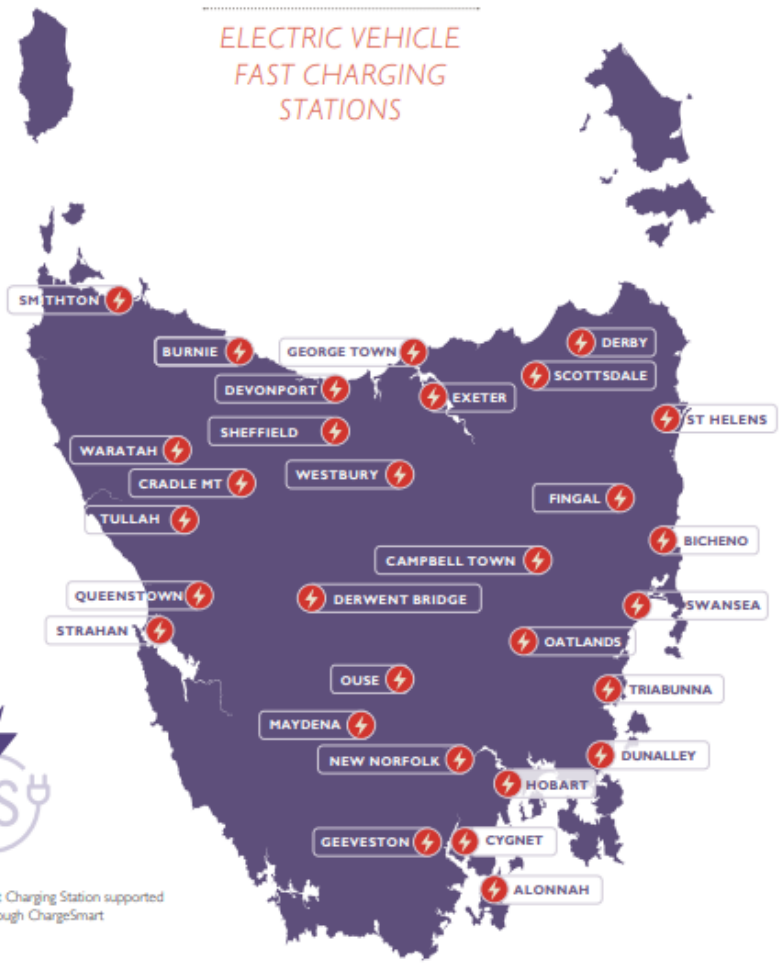 ELECTRIC VEHICLE
FAST CHARGING
STATIONS
SMITHTON
BURNIE
GEORGE TOWN
DERBY
DEVONPORT
SCOTTSDALE
EXETER
ST HELENS
SHEFFIELD
WARATAH
WESTBURY
CRADLE MT
FINGAL
TULLAH
BICHENO
CAMPBELL TOWN
QUEENSTOWN
DERWENT BRIDGE
SWANSEA
STRAHAN
OATLANDS
OUSE
TRIABUNNA
MAYDENA
NEW NORFOLK
DUNALLEY
HOBART
S
GEEVESTON
CYGNET
ALONNAH
Charging Station supported
ough ChargeSmart